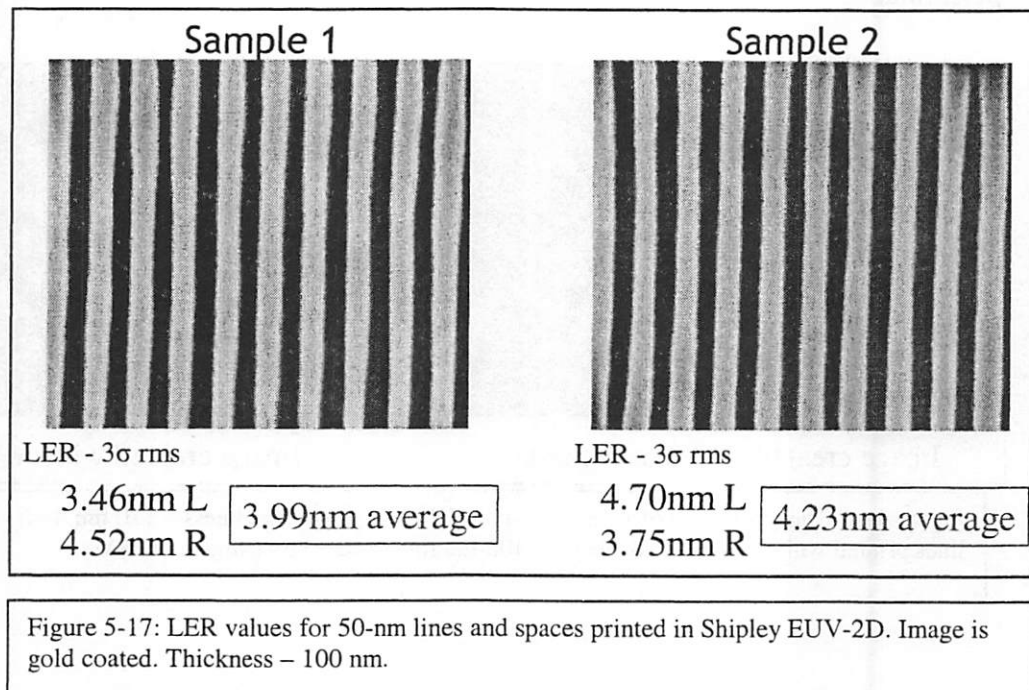 Sample 1
LER - 3σ rms
3.46nm L
4.52nm R
3.99nm average
Sample 2
LER - 3σ rms
4.70nm L
3.75nm R
4.23nm average
Figure 5-17: LER values for 50-nm lines and spaces printed in Shipley EUV-2D. Image is
gold coated. Thickness – 100 nm.